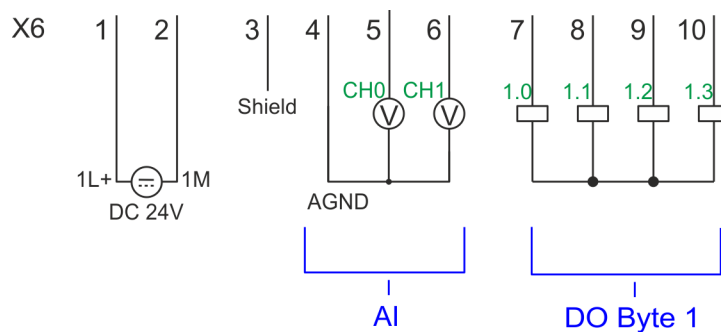 X6 1 2 3 4 5 6 7 8 9 10
CH0 CH1 1.0 1.1 1.2 1.3
Shield
V V
1L+ 1M
AGND
DC 24V
AI DO Byte 1